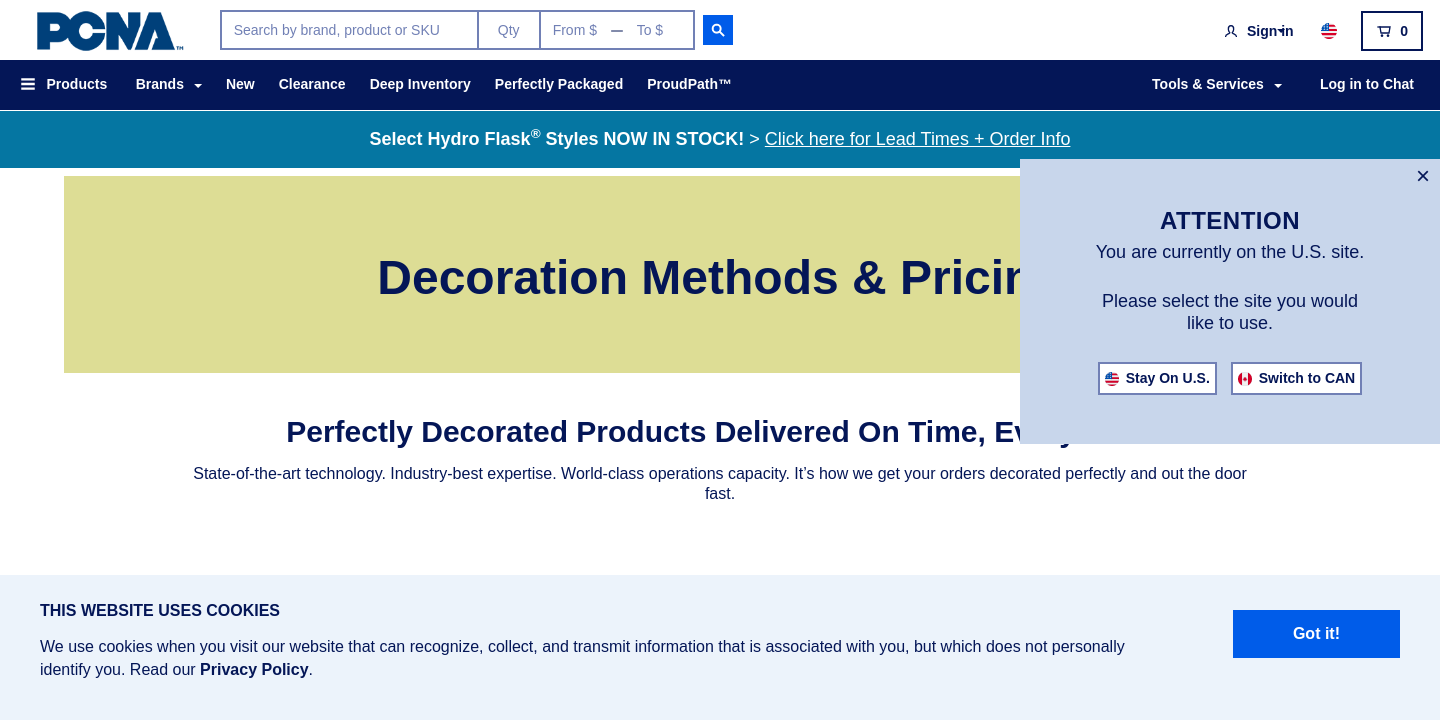 PCNA™
Search by brand, product or SKU
Qty
From $
To $
Sign in
0
Products
Brands
New
Clearance
Deep Inventory
Perfectly Packaged
ProudPath™
Tools & Services
Log in to Chat
Select Hydro Flask® Styles NOW IN STOCK! > Click here for Lead Times + Order Info
×
ATTENTION
You are currently on the U.S. site.
Please select the site you would
like to use.
Stay On U.S.
Switch to CAN
Decoration Methods &
Perfectly Decorated Products Delivered On Time,
State-of-the-art technology. Industry-best expertise. World-class operations capacity. It’s how we get your orders decorated perfectly and out the door
fast.
THIS WEBSITE USES COOKIES
We use cookies when you visit our website that can recognize, collect, and transmit information that is associated with you, but which does not personally
identify you. Read our Privacy Policy.
Got it!